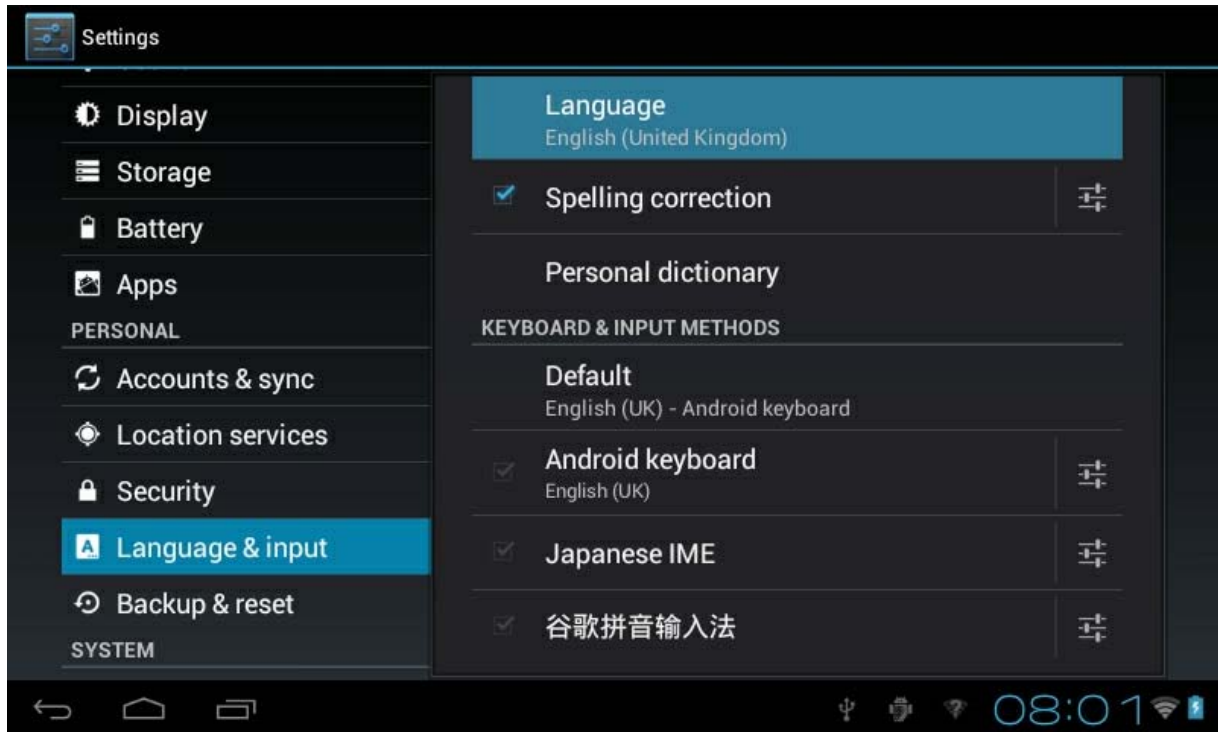 Settings
Display
Storage
Battery
Apps
PERSONAL
Accounts & sync
Location services
Security
Language & input
Backup & reset
SYSTEM
Language
English (United Kingdom)
Spelling correction
Personal dictionary
KEYBOARD & INPUT METHODS
Default
English (UK) - Android keyboard
Android keyboard
English (UK)
Japanese IME
谷歌拼音输入法
08:01